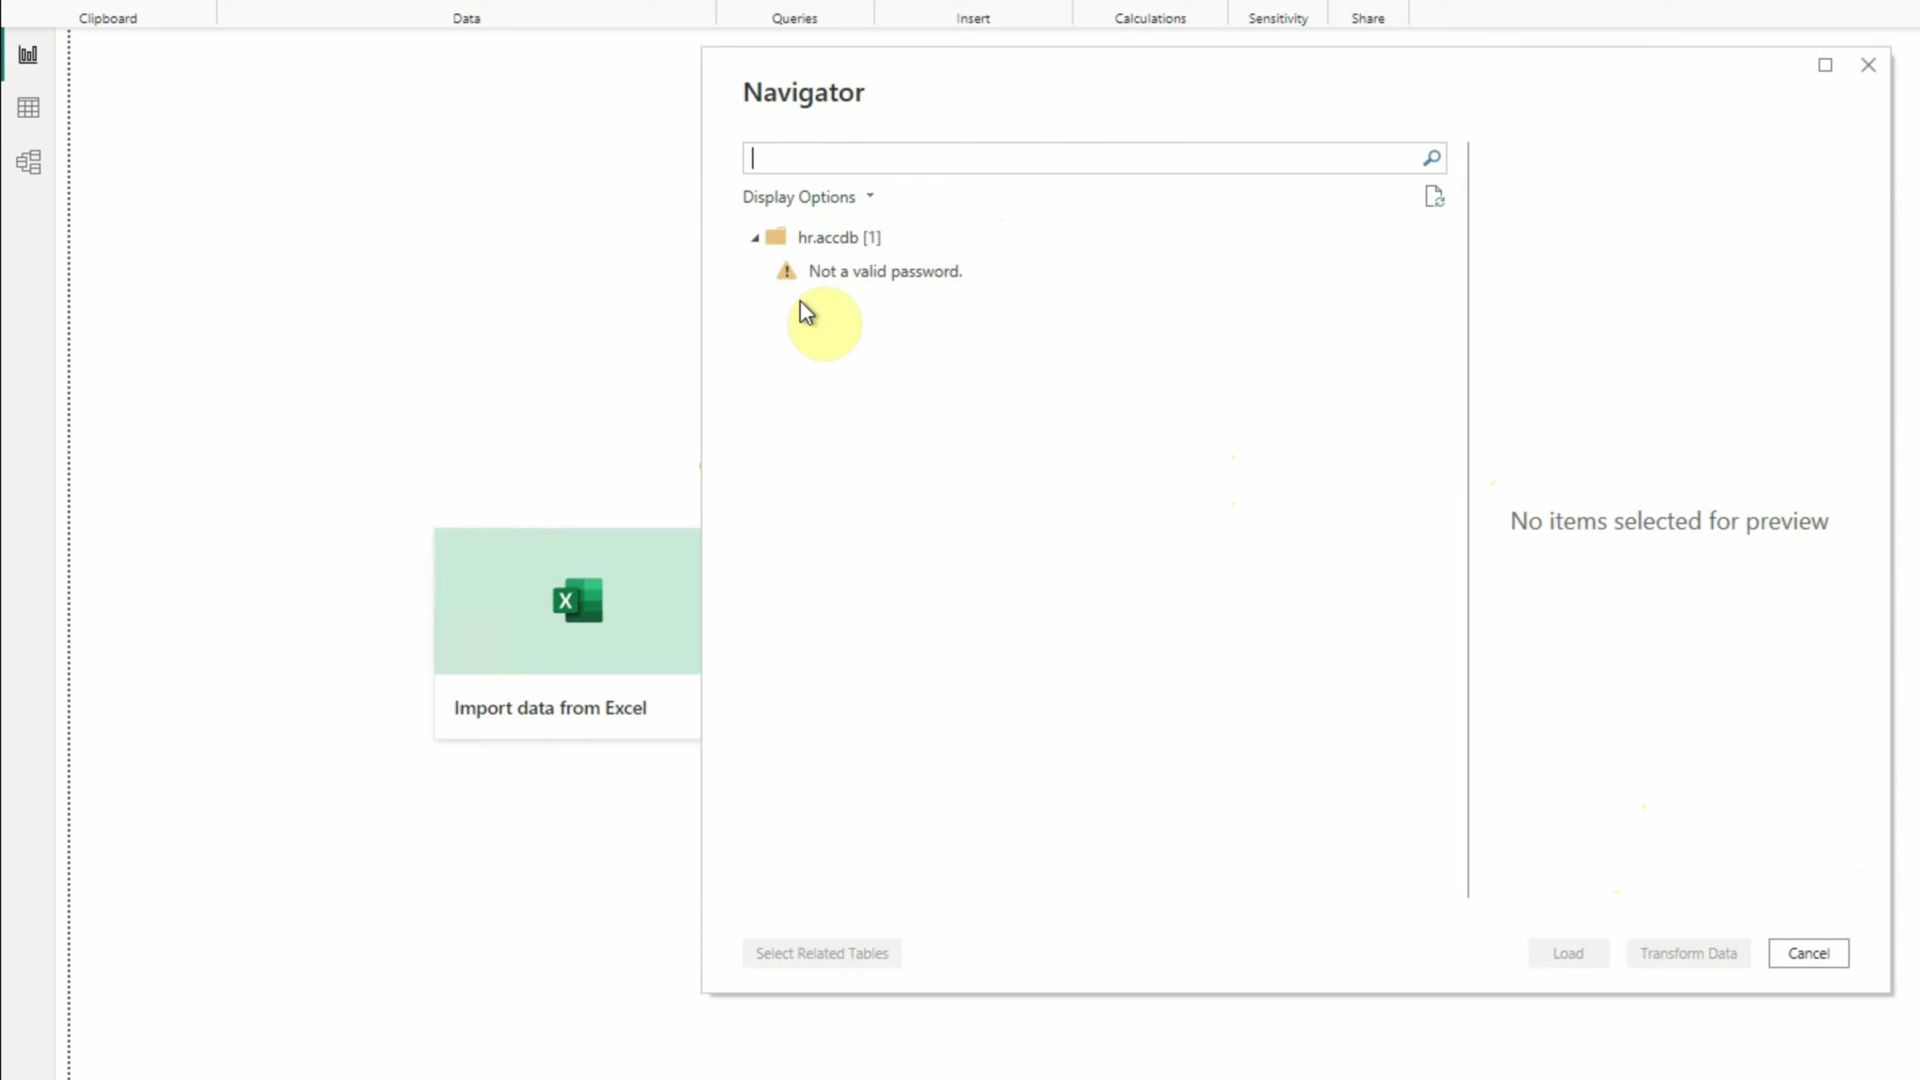 Clipboard
Data
Queries
Insert
Calculations
Sensitivity
Share
Navigator
Display Options
hr.accdb [1]
Not a valid password.
No items selected for preview
X
Import data from Excel
Select Related Tables
Load
Transform Data
Cancel